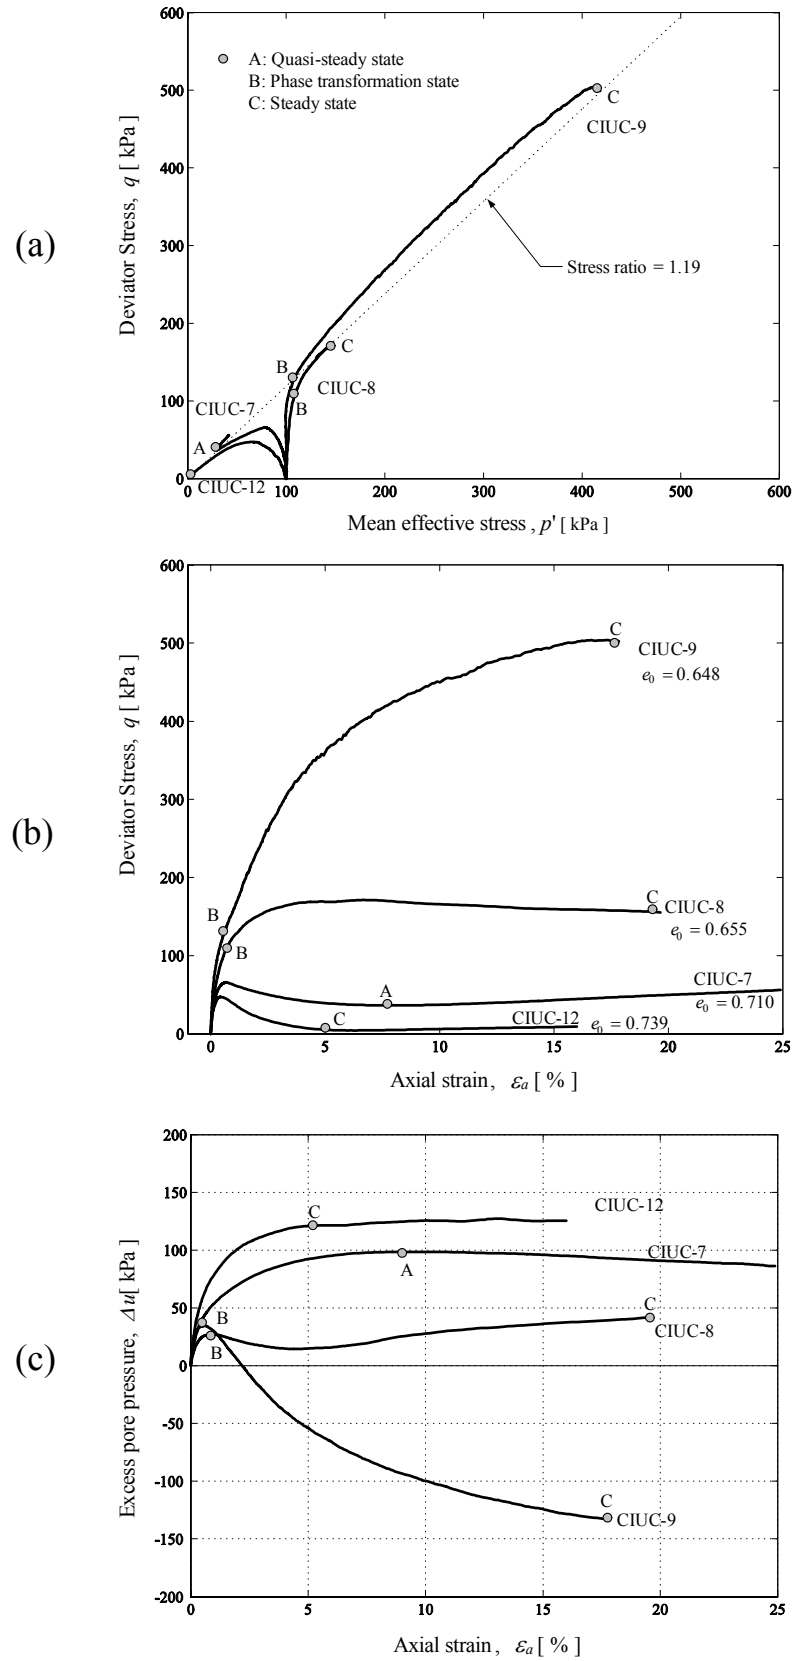 (a)
Deviator Stress, q [ kPa]
600
500
400
300
200
100
0
A: Quasi-steady state
B: Phase transformation state
C: Steady state
C
CIUC-9
Stress ratio = 1.19
B
C
CIUC-8
B
CIUC-7
A
CIUC-12
0 100 200 300 400 500 600
Mean effective stress , p' [ kPa ]
(b)
Deviator Stress, q [ kPa]
600
500
400
300
200
100
0
C
CIUC-9
e₀ = 0.648
B
B
C
CIUC-8
e₀ = 0.655
A
CIUC-7
e₀ = 0.710
C
CIUC-12
e₀ = 0.739
0 5 10 15 20 25
Axial strain , εₐ [ % ]
(c)
Excess pore pressure, Δu[ kPa]
200
150
100
50
0
-50
-100
-150
-200
C
CIUC-12
A
CIUC-7
B
B
C
CIUC-8
C
CIUC-9
0 5 10 15 20 25
Axial strain , εₐ [ % ]